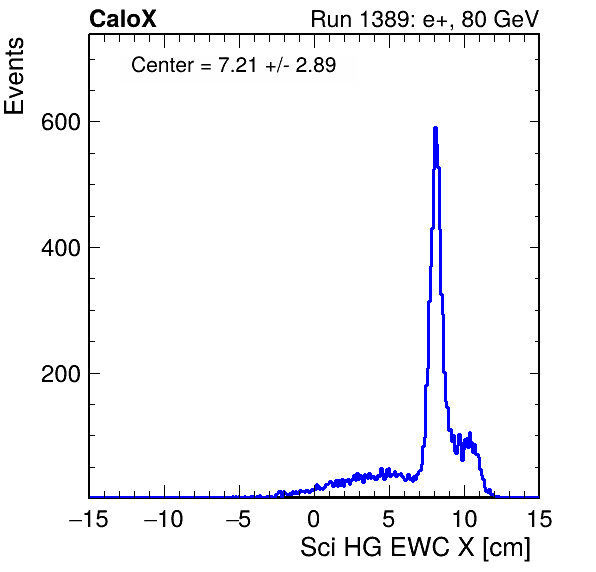 CaloX Run 1389: e+, 80 GeV
Center = 7.21 +/- 2.89
Events
600
400
200
−15 −10 −5 0 5 10 15
Sci HG EWC X [cm]